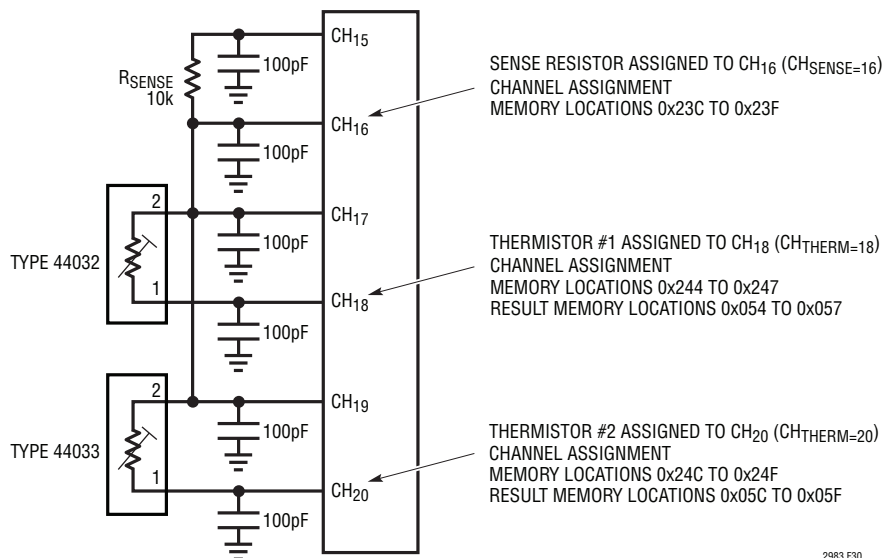 CH15
100pF
RSENSE
10k
CH16
100pF
2
CH17
100pF
TYPE 44032
1
CH18
100pF
2
CH19
100pF
TYPE 44033
1
CH20
100pF
SENSE RESISTOR ASSIGNED TO CH16 (CHSENSE=16)
CHANNEL ASSIGNMENT
MEMORY LOCATIONS 0x23C TO 0x23F
THERMISTOR #1 ASSIGNED TO CH18 (CHTHERM=18)
CHANNEL ASSIGNMENT
MEMORY LOCATIONS 0x244 TO 0x247
RESULT MEMORY LOCATIONS 0x054 TO 0x057
THERMISTOR #2 ASSIGNED TO CH20 (CHTHERM=20)
CHANNEL ASSIGNMENT
MEMORY LOCATIONS 0x24C TO 0x24F
RESULT MEMORY LOCATIONS 0x05C TO 0x05F
2983 F30